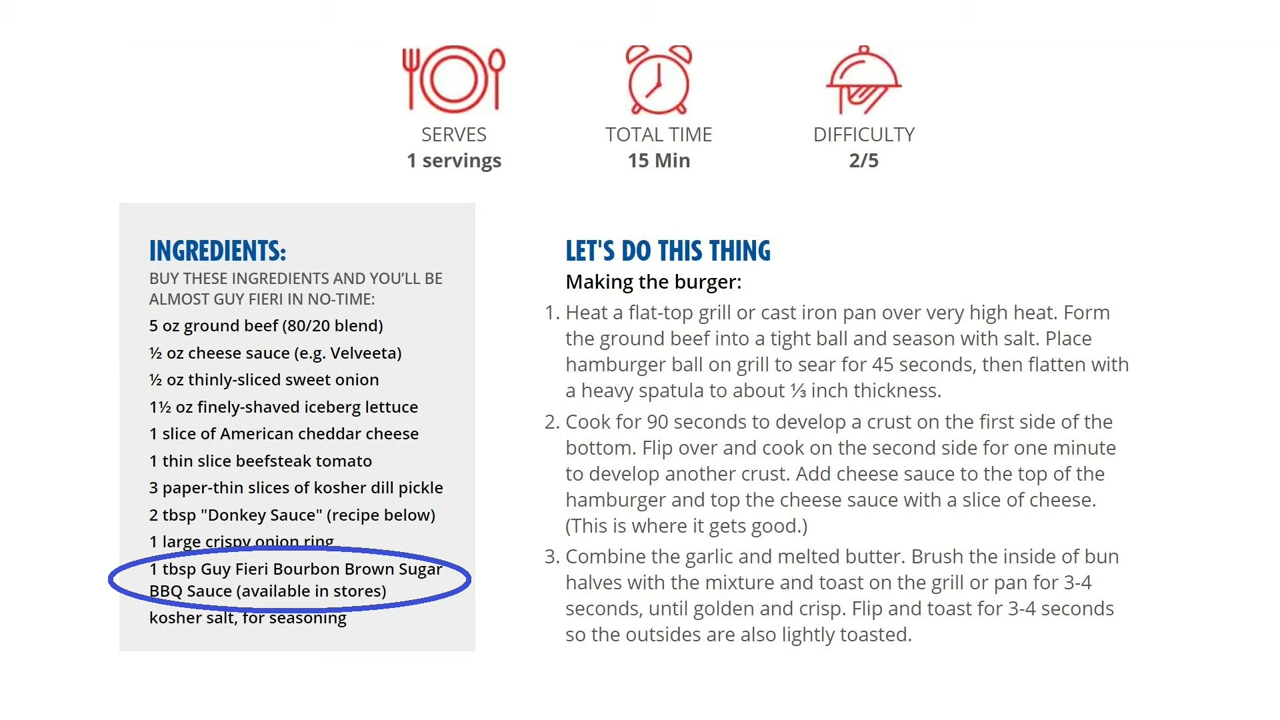 SERVES
1 servings
TOTAL TIME
15 Min
DIFFICULTY
2/5
INGREDIENTS:
BUY THESE INGREDIENTS AND YOU'LL BE
ALMOST GUY FIERI IN NO-TIME:
5 oz ground beef (80/20 blend)
½ oz cheese sauce (e.g. Velveeta)
½ oz thinly-sliced sweet onion
1½ oz finely-shaved iceberg lettuce
1 slice of American cheddar cheese
1 thin slice beefsteak tomato
3 paper-thin slices of kosher dill pickle
2 tbsp "Donkey Sauce" (recipe below)
1 large crispy onion ring
1 tbsp Guy Fieri Bourbon Brown Sugar
BBQ Sauce (available in stores)
kosher salt, for seasoning
LET'S DO THIS THING
Making the burger:
1. Heat a flat-top grill or cast iron pan over very high heat. Form
the ground beef into a tight ball and season with salt. Place
hamburger ball on grill to sear for 45 seconds, then flatten with
a heavy spatula to about ⅓ inch thickness.
2. Cook for 90 seconds to develop a crust on the first side of the
bottom. Flip over and cook on the second side for one minute
to develop another crust. Add cheese sauce to the top of the
hamburger and top the cheese sauce with a slice of cheese.
(This is where it gets good.)
3. Combine the garlic and melted butter. Brush the inside of bun
halves with the mixture and toast on the grill or pan for 3-4
seconds, until golden and crisp. Flip and toast for 3-4 seconds
so the outsides are also lightly toasted.